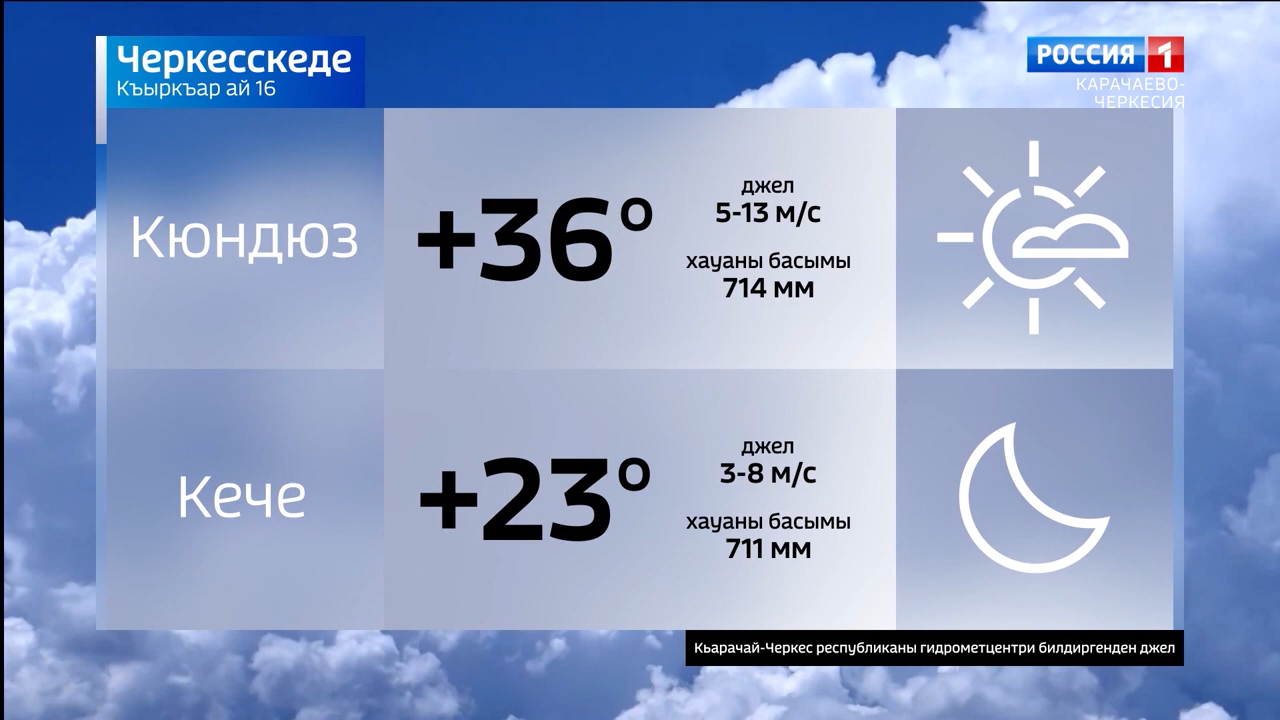 Черкесскеде
Къыркъар ай 16
РОССИЯ 1
КАРАЧАЕВО-
ЧЕРКЕСИЯ
Кюндюз
+36°
джел
5-13 м/с
хауаны басымы
714 мм
Кече
+23°
джел
3-8 м/с
хауаны басымы
711 мм
Кьарачай-Черкес республиканы гидрометцентри билдиргенден джел